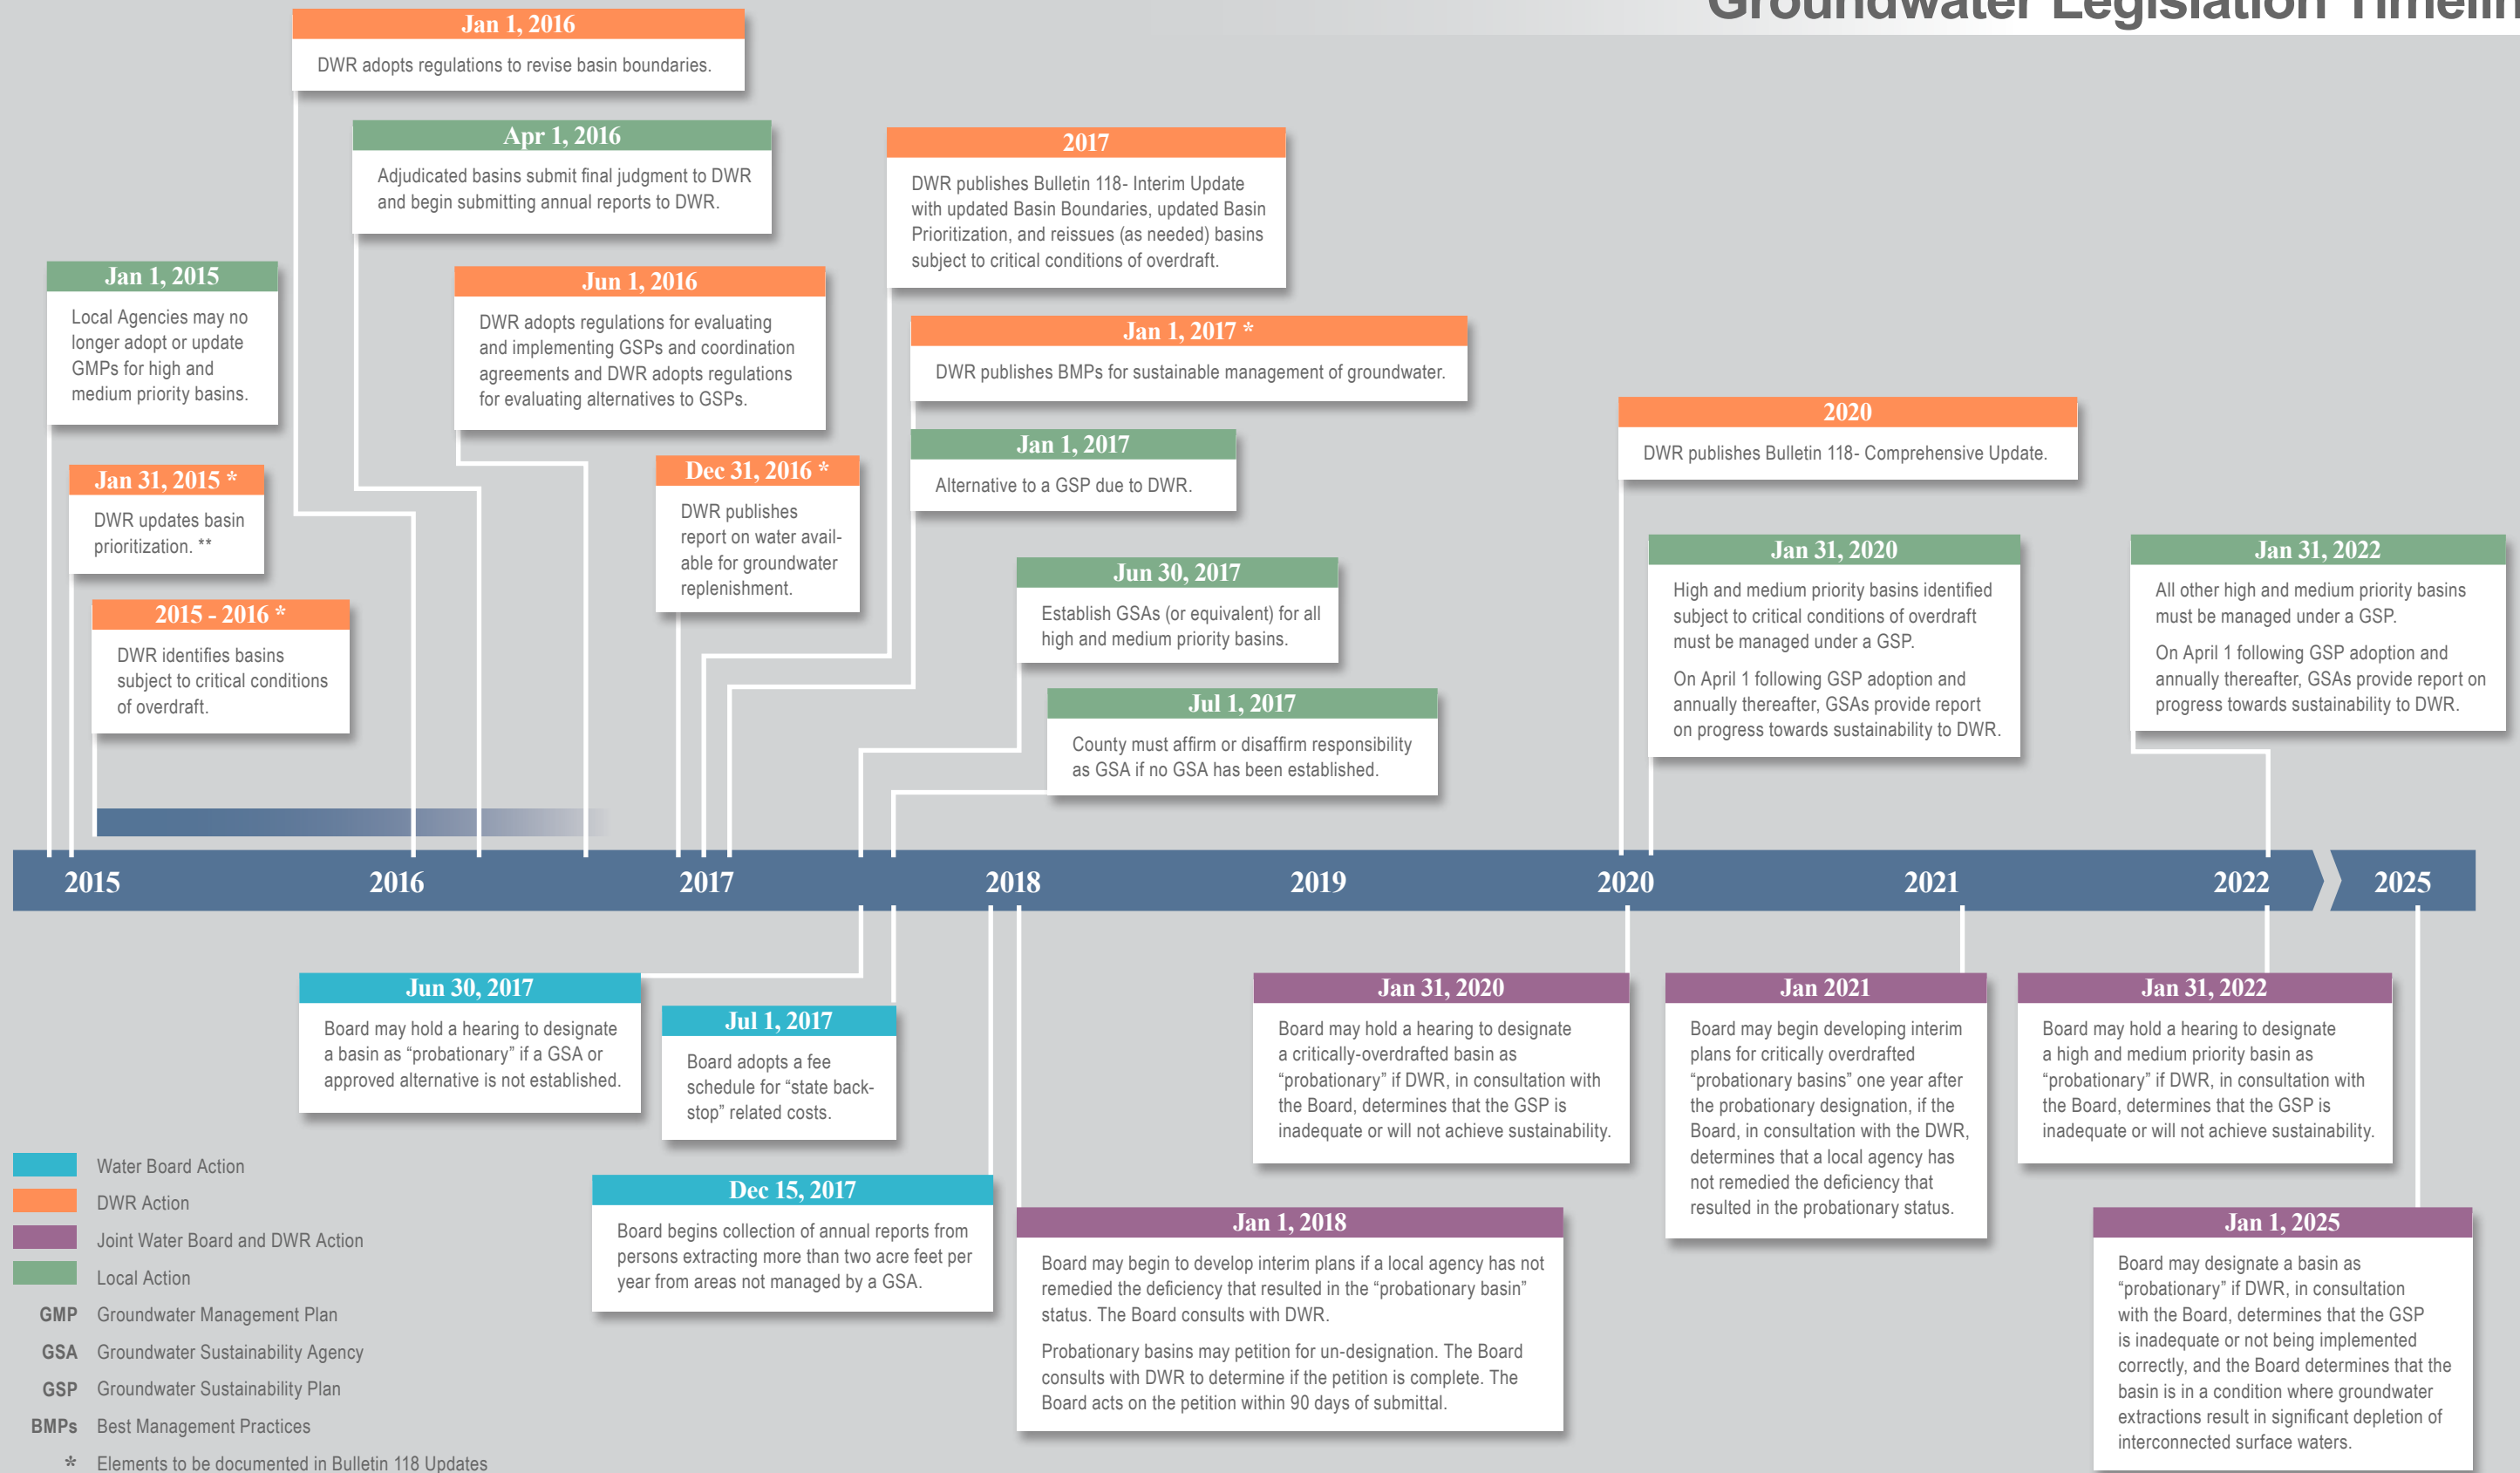 Groundwater Legislation Timelin
Jan 1, 2016
DWR adopts regulations to revise basin boundaries.
Apr 1, 2016
Adjudicated basins submit final judgment to DWR
and begin submitting annual reports to DWR.
2017
DWR publishes Bulletin 118- Interim Update
with updated Basin Boundaries, updated Basin
Prioritization, and reissues (as needed) basins
subject to critical conditions of overdraft.
Jan 1, 2015
Local Agencies may no
longer adopt or update
GMPs for high and
medium priority basins.
Jun 1, 2016
DWR adopts regulations for evaluating
and implementing GSPs and coordination
agreements and DWR adopts regulations
for evaluating alternatives to GSPs.
Jan 1, 2017 *
DWR publishes BMPs for sustainable management of groundwater.
2020
DWR publishes Bulletin 118- Comprehensive Update.
Jan 1, 2017
Alternative to a GSP due to DWR.
Jan 31, 2015 *
DWR updates basin
prioritization. **
Dec 31, 2016 *
DWR publishes
report on water avail-
able for groundwater
replenishment.
Jan 31, 2020
High and medium priority basins identified
subject to critical conditions of overdraft
must be managed under a GSP.
On April 1 following GSP adoption and
annually thereafter, GSAs provide report
on progress towards sustainability to DWR.
Jan 31, 2022
All other high and medium priority basins
must be managed under a GSP.
On April 1 following GSP adoption and
annually thereafter, GSAs provide report on
progress towards sustainability to DWR.
Jun 30, 2017
Establish GSAs (or equivalent) for all
high and medium priority basins.
2015 - 2016 *
DWR identifies basins
subject to critical conditions
of overdraft.
Jul 1, 2017
County must affirm or disaffirm responsibility
as GSA if no GSA has been established.
2015
2016
2017
2018
2019
2020
2021
2022
2025
Jun 30, 2017
Board may hold a hearing to designate
a basin as “probationary” if a GSA or
approved alternative is not established.
Jul 1, 2017
Board adopts a fee
schedule for “state back-
stop” related costs.
Jan 31, 2020
Board may hold a hearing to designate
a critically-overdrafted basin as
“probationary” if DWR, in consultation with
the Board, determines that the GSP is
inadequate or will not achieve sustainability.
Jan 2021
Board may begin developing interim
plans for critically overdrafted
“probationary basins” one year after
the probationary designation, if the
Board, in consultation with the DWR,
determines that a local agency has
not remedied the deficiency that
resulted in the probationary status.
Jan 31, 2022
Board may hold a hearing to designate
a high and medium priority basin as
“probationary” if DWR, in consultation with
the Board, determines that the GSP is
inadequate or will not achieve sustainability.
Dec 15, 2017
Board begins collection of annual reports from
persons extracting more than two acre feet per
year from areas not managed by a GSA.
Jan 1, 2018
Board may begin to develop interim plans if a local agency has not
remedied the deficiency that resulted in the “probationary basin”
status. The Board consults with DWR.
Probationary basins may petition for un-designation. The Board
consults with DWR to determine if the petition is complete. The
Board acts on the petition within 90 days of submittal.
Jan 1, 2025
Board may designate a basin as
“probationary” if DWR, in consultation
with the Board, determines that the GSP
is inadequate or not being implemented
correctly, and the Board determines that the
basin is in a condition where groundwater
extractions result in significant depletion of
interconnected surface waters.
Water Board Action
DWR Action
Joint Water Board and DWR Action
Local Action
GMP Groundwater Management Plan
GSA Groundwater Sustainability Agency
GSP Groundwater Sustainability Plan
BMPs Best Management Practices
* Elements to be documented in Bulletin 118 Updates